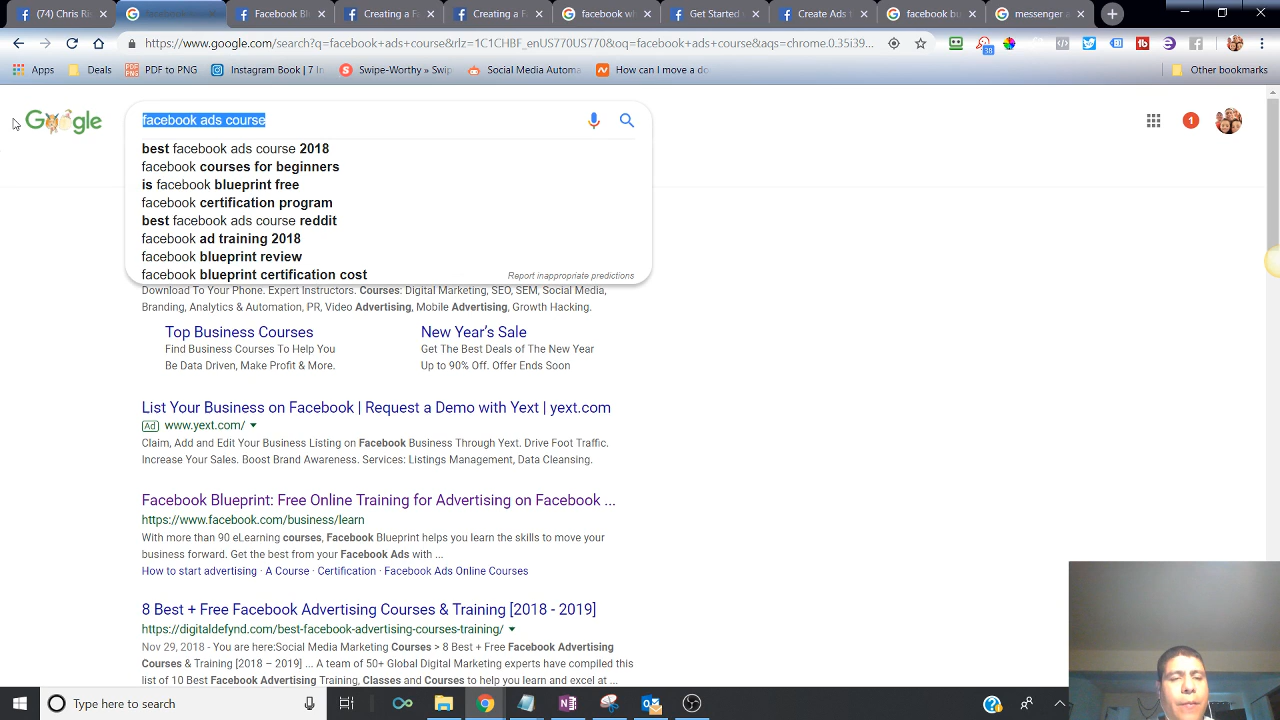 (74) Chris R
facebook ads course
Facebook Bl
Creating a F
Creating a F
facebook wh
Get Started
Create Ads t
facebook bu
messenger a
https://www.google.com/search?q=facebook+ads+course&rlz=1C1CHBF_enUS770US770&oq=facebook+ads+course&aqs=chrome.0.35i39...
38
Apps
Deals
PDF to PNG
Instagram Book | 7 In
Swipe-Worthy » Swip
Social Media Automa
How can I move a do
Other bookmarks
Google
facebook ads course
1
best facebook ads course 2018
facebook courses for beginners
is facebook blueprint free
facebook certification program
best facebook ads course reddit
facebook ad training 2018
facebook blueprint review
facebook blueprint certification cost
Report inappropriate predictions
Download To Your Phone. Expert Instructors. Courses: Digital Marketing, SEO, SEM, Social Media,
Branding, Analytics & Automation, PR, Video Advertising, Mobile Advertising, Growth Hacking.
Top Business Courses
New Year's Sale
Find Business Courses To Help You
Get The Best Deals of The New Year
Be Data Driven, Make Profit & More.
Up to 90% Off. Offer Ends Soon
List Your Business on Facebook | Request a Demo with Yext | yext.com
Ad www.yext.com/
Claim, Add and Edit Your Business Listing on Facebook Business Through Yext. Drive Foot Traffic.
Increase Your Sales. Boost Brand Awareness. Services: Listings Management, Data Cleansing.
Facebook Blueprint: Free Online Training for Advertising on Facebook ...
https://www.facebook.com/business/learn
With more than 90 eLearning courses, Facebook Blueprint helps you learn the skills to move your
business forward. Get the best from your Facebook Ads with ...
How to start advertising · A Course · Certification · Facebook Ads Online Courses
8 Best + Free Facebook Advertising Courses & Training [2018 - 2019]
https://digitaldefynd.com/best-facebook-advertising-courses-training/
Nov 29, 2018 - You are here:Social Media Marketing Courses > 8 Best + Free Facebook Advertising
Courses & Training [2018 – 2019] ... A team of 50+ Global Digital Marketing experts have compiled this
list of 10 Best Facebook Advertising Training, Classes and Courses to help you learn and excel at ...
Type here to search